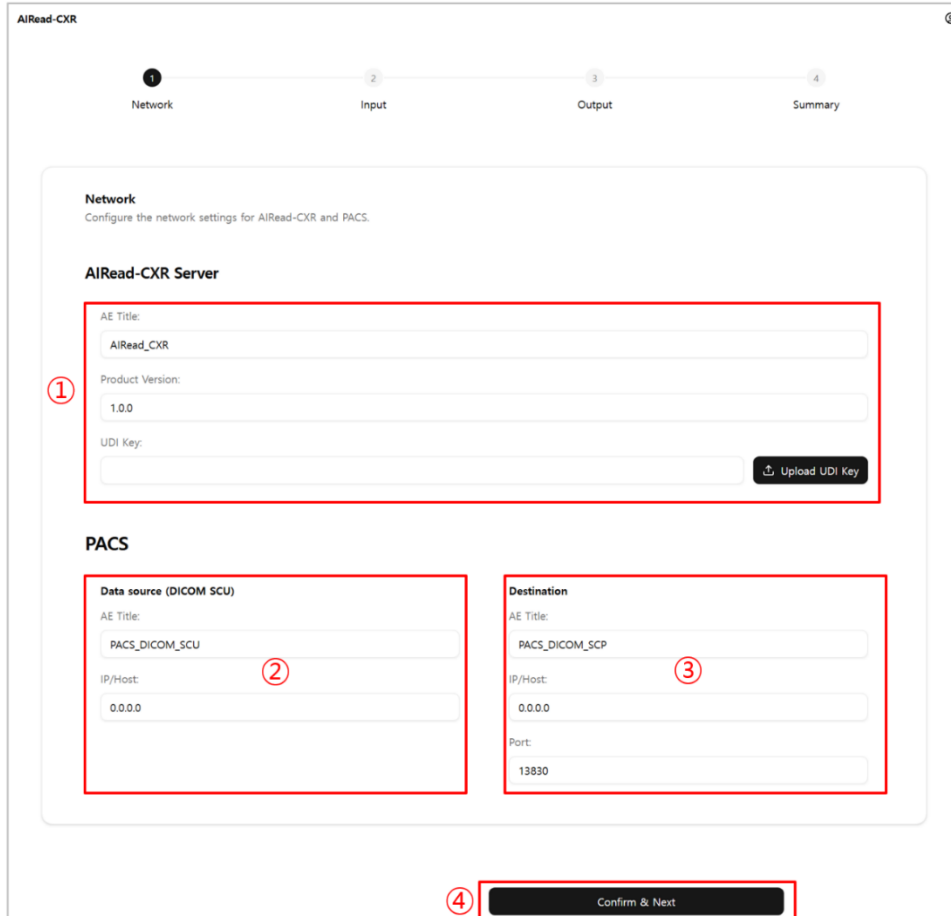 AIRead-CXR
1 2 3 4
Network Input Output Summary
Network
Configure the network settings for AIRead-CXR and PACS.
AIRead-CXR Server
AE Title:
AIRead_CXR
①
Product Version:
1.0.0
UDI Key:
Upload UDI Key
PACS
Data source (DICOM SCU)
AE Title:
PACS_DICOM_SCU
②
IP/Host:
0.0.0.0
Destination
AE Title:
PACS_DICOM_SCP
③
IP/Host:
0.0.0.0
Port:
13830
④
Confirm & Next